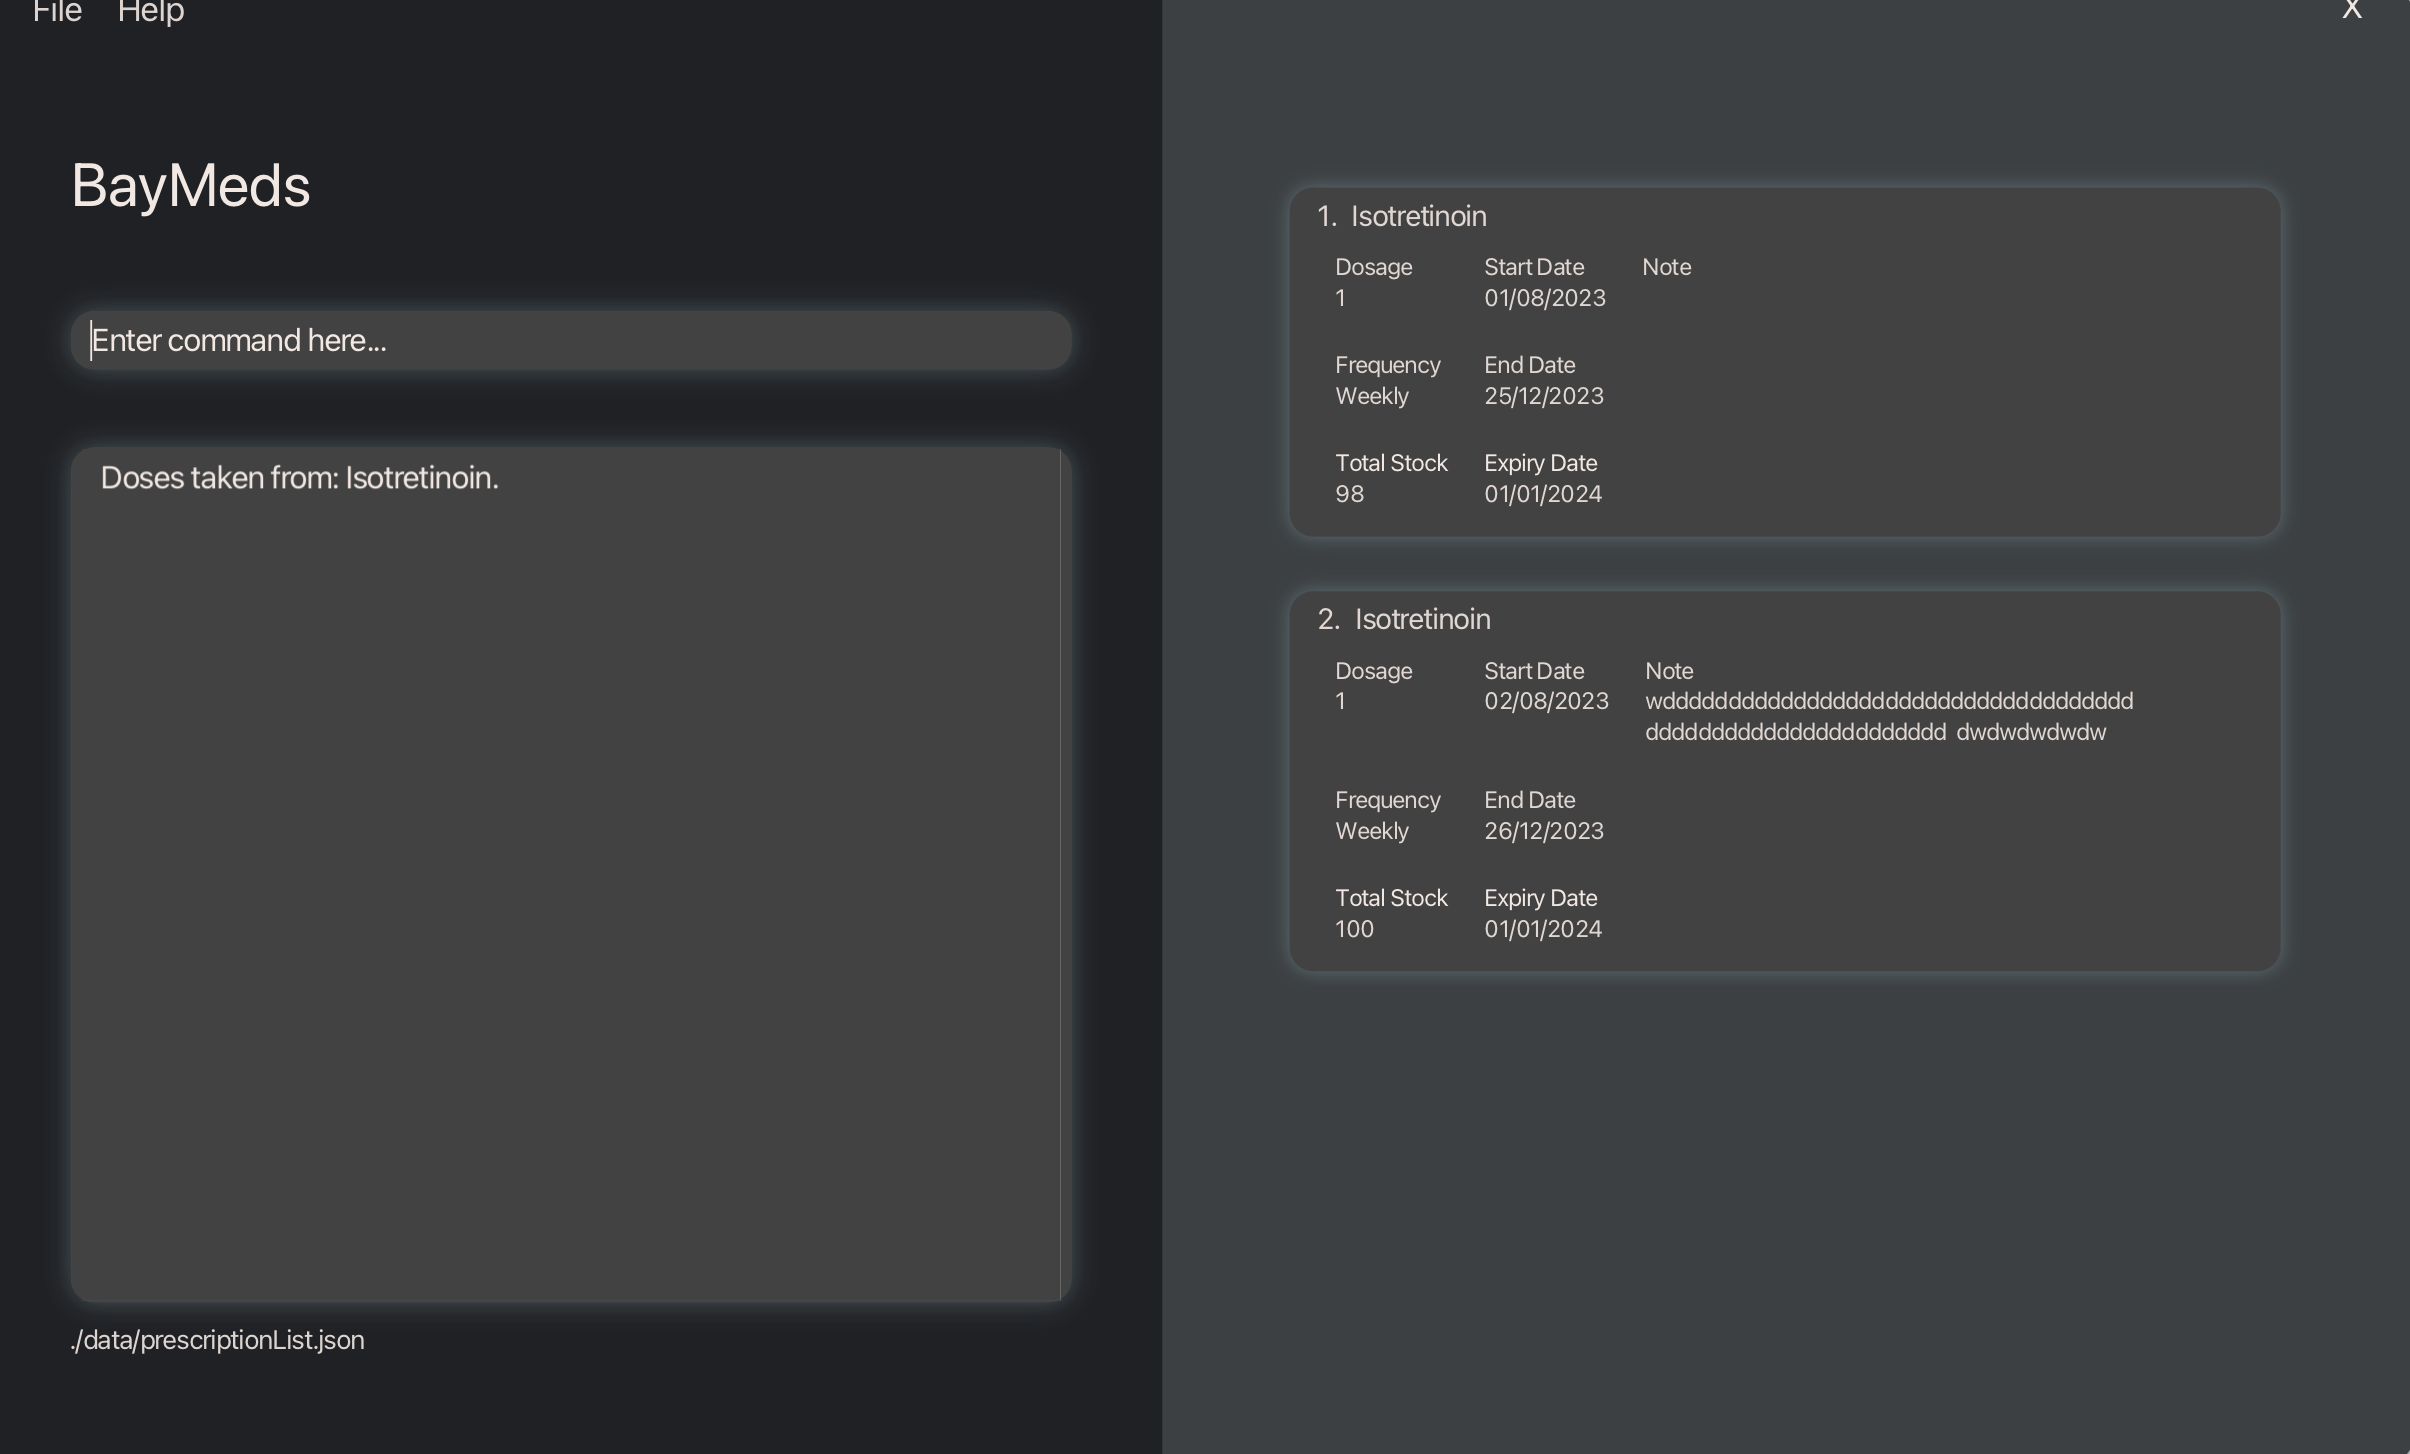 File Help
X
BayMeds
Enter command here...
Doses taken from: Isotretinoin.
./data/prescriptionList.json
1. Isotretinoin
Dosage Start Date Note
1 01/08/2023
Frequency End Date
Weekly 25/12/2023
Total Stock Expiry Date
98 01/01/2024
2. Isotretinoin
Dosage Start Date Note
1 02/08/2023 wdddddddddddddddddddddddddddddddddddd
ddddddddddddddddddddddd dwdwdwdwdw
Frequency End Date
Weekly 26/12/2023
Total Stock Expiry Date
100 01/01/2024